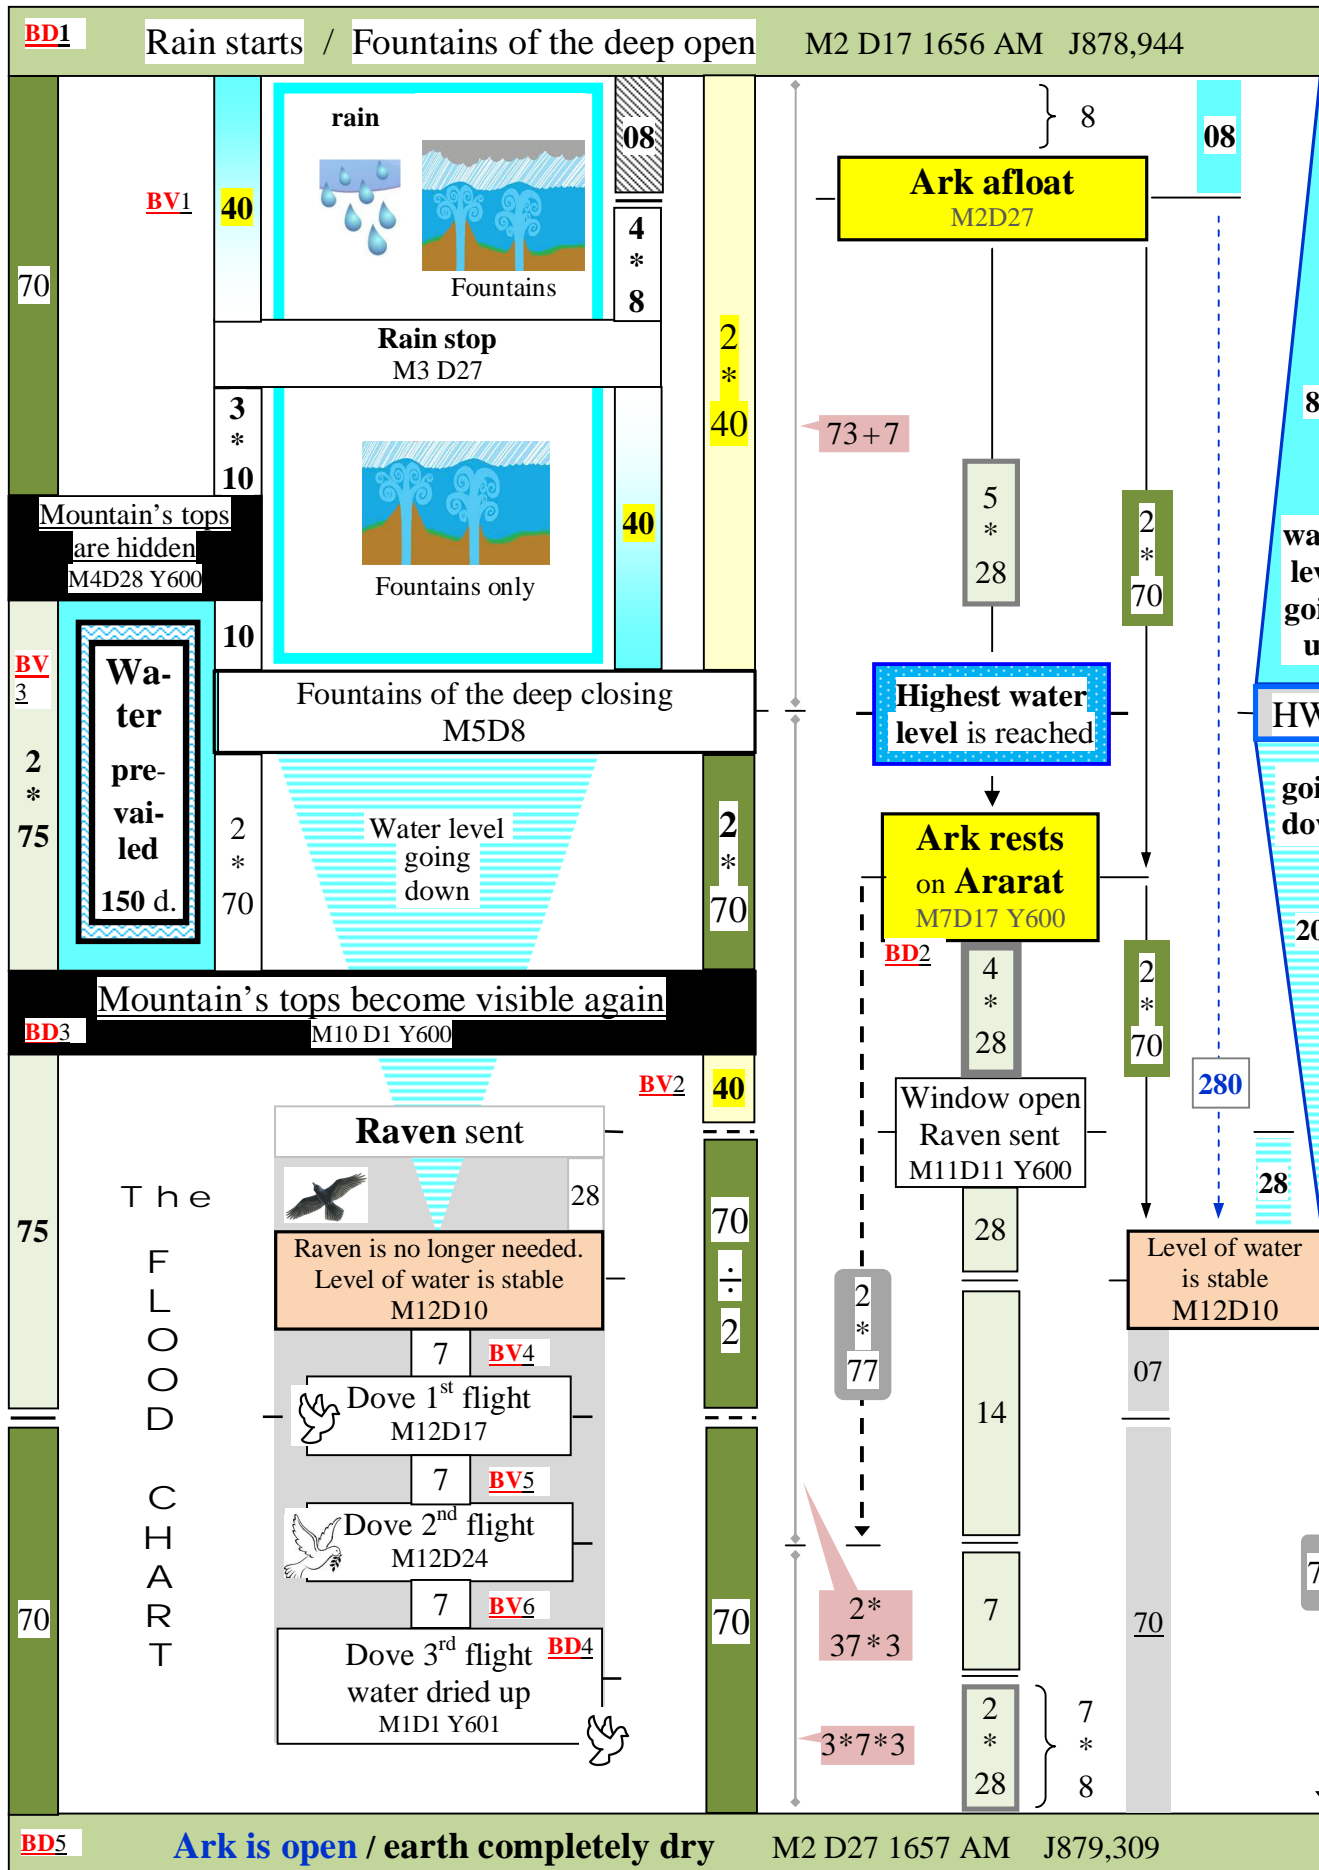 BD1 Rain starts / Fountains of the deep open M2 D17 1656 AM J878,944
70
BV1
40
rain
Fountains
08
4
*
8
Rain stop
M3 D27
3
*
10
Mountain's tops
are hidden
M4D28 Y600
Fountains only
40
2
*
40
10
BV
3
2
*
75
Wa-
ter
pre-
vai-
led
150 d.
Fountains of the deep closing
M5D8
2
*
70
Water level
going
down
2
*
70
Mountain's tops become visible again
BD3
M10 D1 Y600
75
BV2
40
Raven sent
28
Raven is no longer needed.
Level of water is stable
M12D10
7
BV4
Dove 1st flight
M12D17
7
BV5
Dove 2nd flight
M12D24
7
BV6
BD4
Dove 3rd flight
water dried up
M1D1 Y601
70
÷
2
70
70
The
FLOOD
CHART
8
08
Ark afloat
M2D27
73+7
5
*
28
2
*
70
Highest water
level is reached
Ark rests
on Ararat
M7D17 Y600
BD2
4
*
28
2
*
70
280
Window open
Raven sent
M11D11 Y600
28
28
Level of water
is stable
M12D10
2
*
77
14
07
7
70
2*
37*3
3*7*3
2
*
28
7
*
8
HW
20
7
BD5 Ark is open / earth completely dry M2 D27 1657 AM J879,309